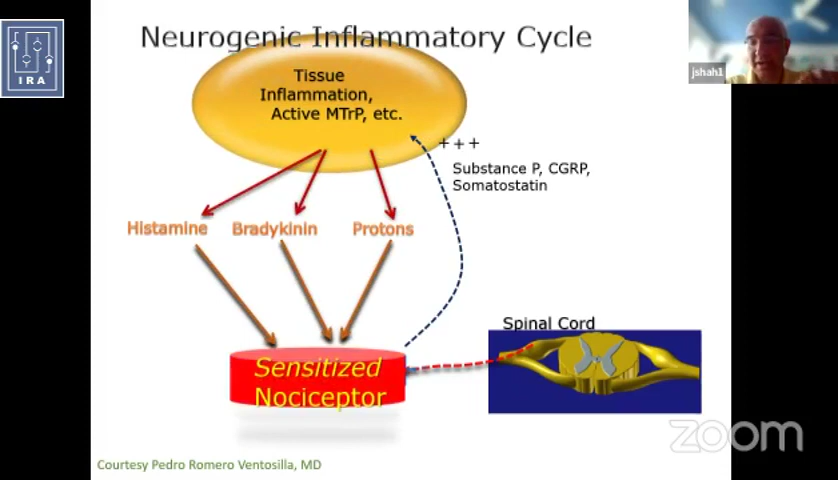 Neurogenic Inflammatory Cycle
IRA
jshah1
Tissue
Inflammation,
Active MTrP, etc.
+ + +
Substance P, CGRP,
Somatostatin
Histamine Bradykinin Protons
Spinal Cord
Sensitized
Nociceptor
zoom
Courtesy Pedro Romero Ventosilla, MD